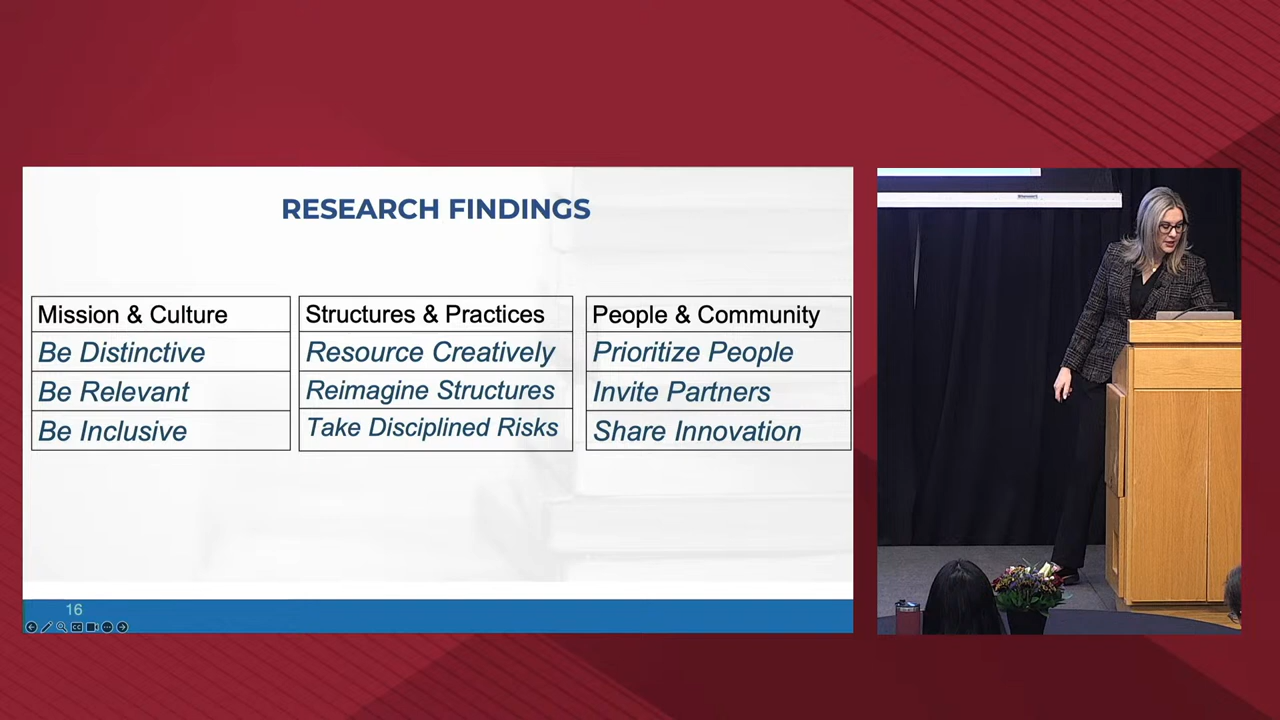 RESEARCH FINDINGS
Mission & Culture
Be Distinctive
Be Relevant
Be Inclusive
Structures & Practices
Resource Creatively
Reimagine Structures
Take Disciplined Risks
People & Community
Prioritize People
Invite Partners
Share Innovation
16